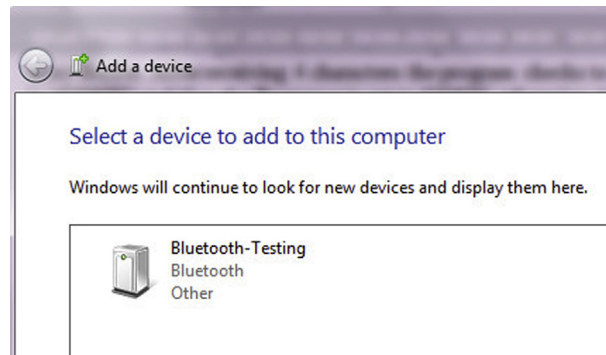 Add a device
Select a device to add to this computer
Windows will continue to look for new devices and display them here.
Bluetooth-Testing
Bluetooth
Other